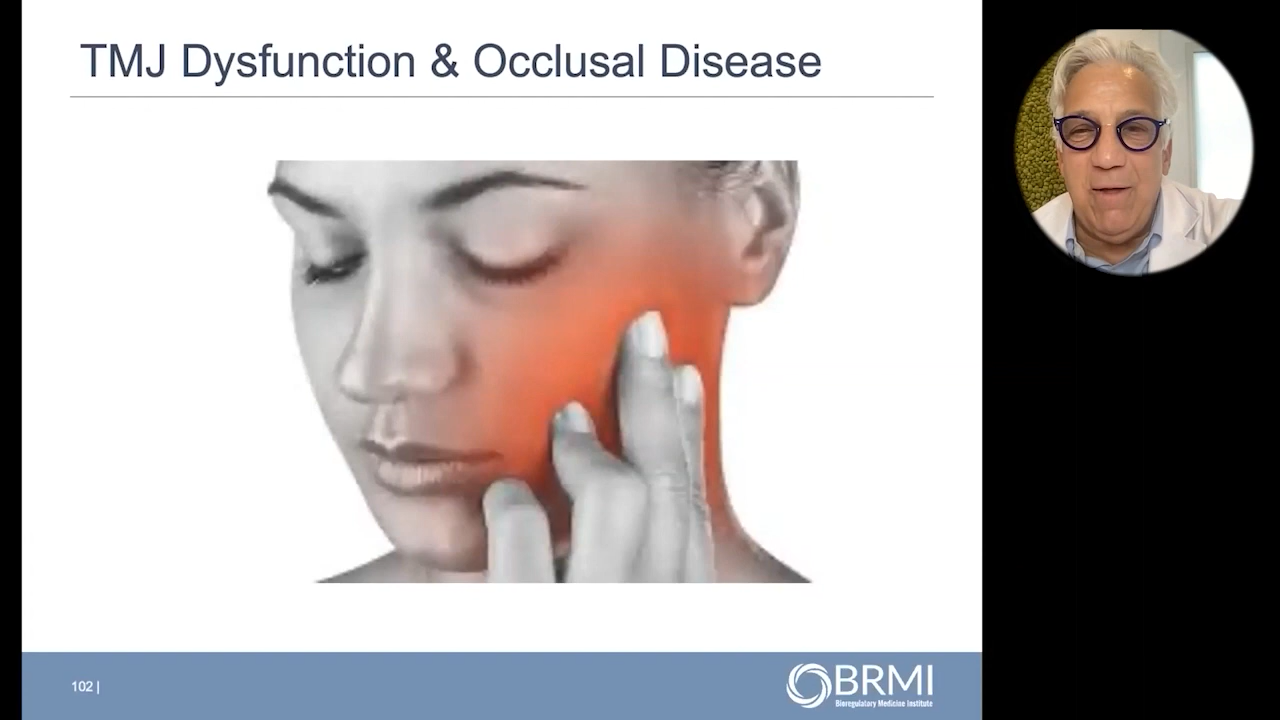 TMJ Dysfunction & Occlusal Disease
102 |
BRMI
Bioregulatory Medicine Institute